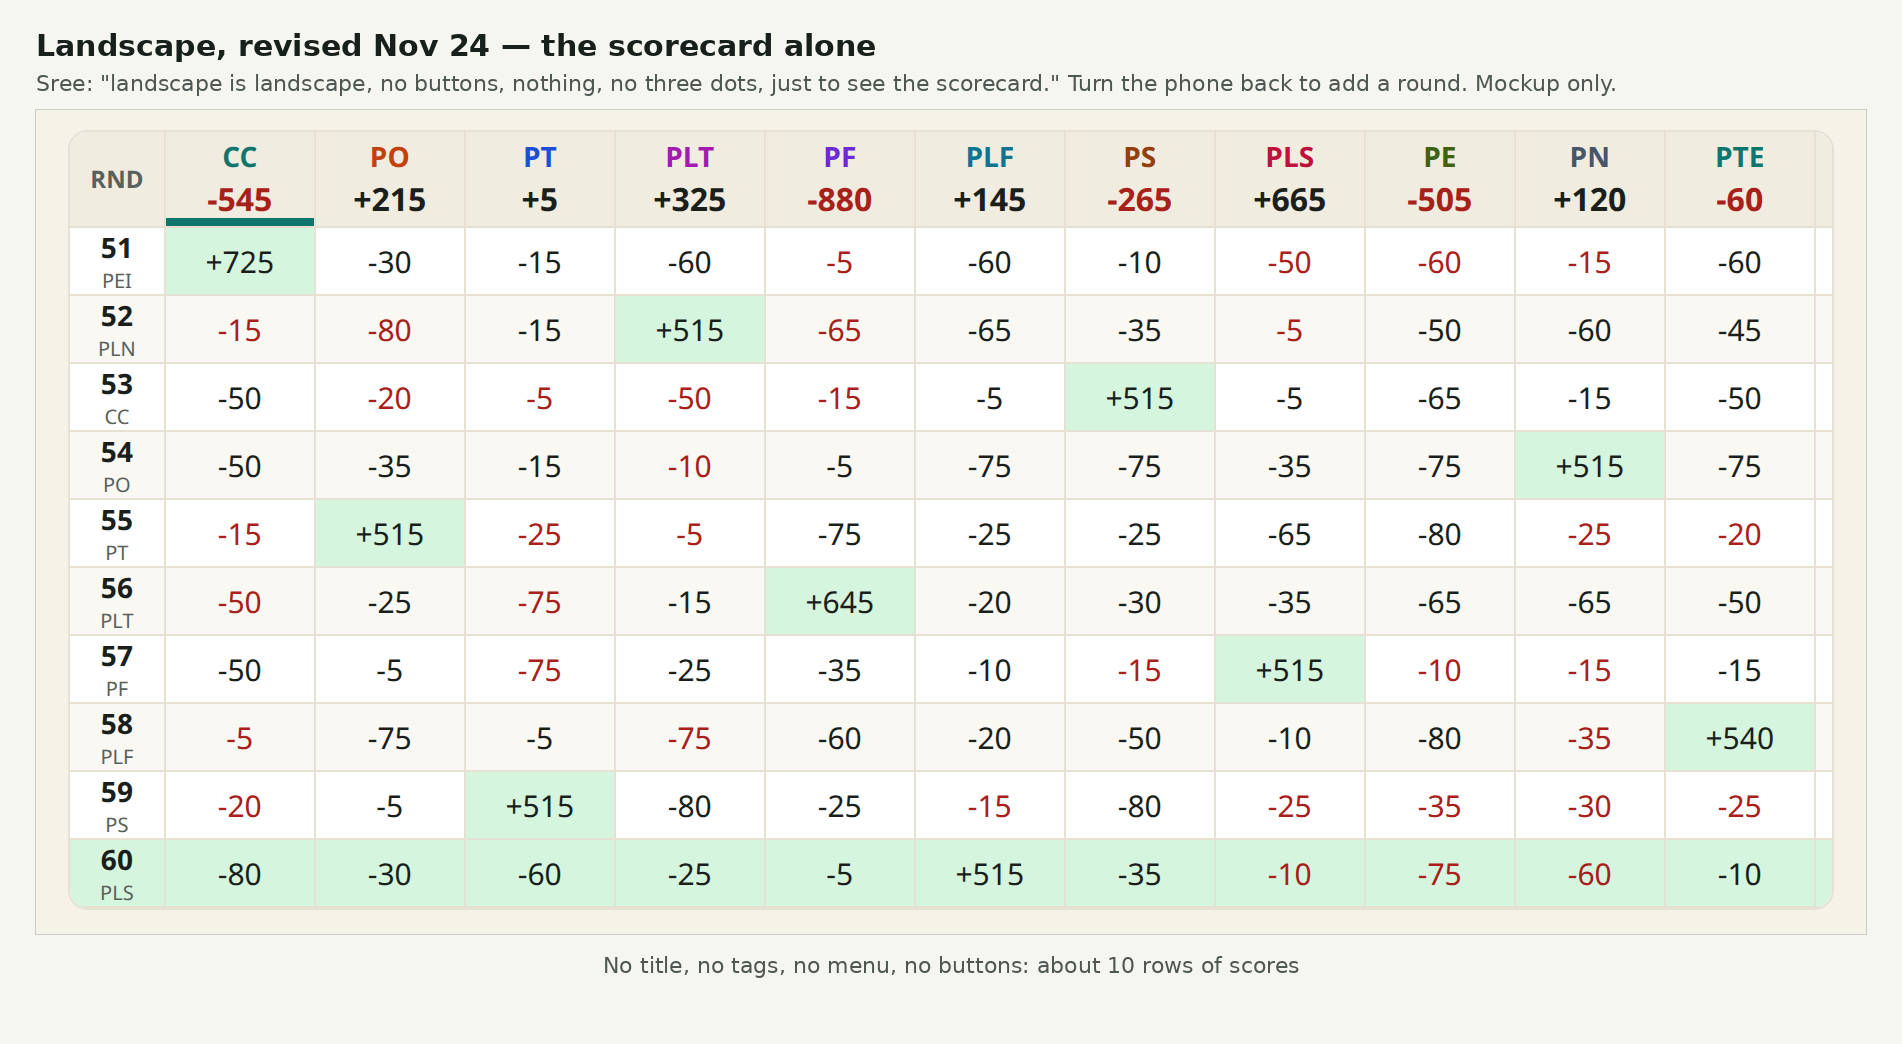 Landscape, revised Nov 24 — the scorecard alone
Sree: "landscape is landscape, no buttons, nothing, no three dots, just to see the scorecard." Turn the phone back to add a round. Mockup only.
RND CC PO PT PLT PF PLF PS PLS PE PN PTE
-545 +215 +5 +325 -880 +145 -265 +665 -505 +120 -60
51 +725 -30 -15 -60 -5 -60 -10 -50 -60 -15 -60
PEI
52 -15 -80 -15 +515 -65 -65 -35 -5 -50 -60 -45
PLN
53 -50 -20 -5 -50 -15 -5 +515 -5 -65 -15 -50
CC
54 -50 -35 -15 -10 -5 -75 -75 -35 -75 +515 -75
PO
55 -15 +515 -25 -5 -75 -25 -25 -65 -80 -25 -20
PT
56 -50 -25 -75 -15 +645 -20 -30 -35 -65 -65 -50
PLT
57 -50 -5 -75 -25 -35 -10 -15 +515 -10 -15 -15
PF
58 -5 -75 -5 -75 -60 -20 -50 -10 -80 -35 +540
PLF
59 -20 -5 +515 -80 -25 -15 -80 -25 -35 -30 -25
PS
60 -80 -30 -60 -25 -5 +515 -35 -10 -75 -60 -10
PLS
No title, no tags, no menu, no buttons: about 10 rows of scores